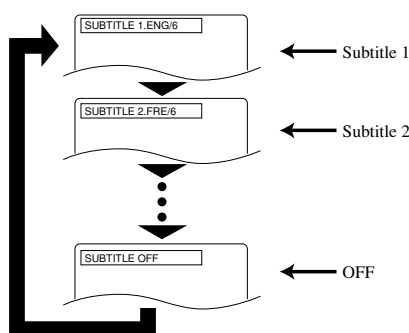 SUBTITLE 1.ENG/6
Subtitle 1
SUBTITLE 2.FRE/6
Subtitle 2
SUBTITLE OFF
OFF